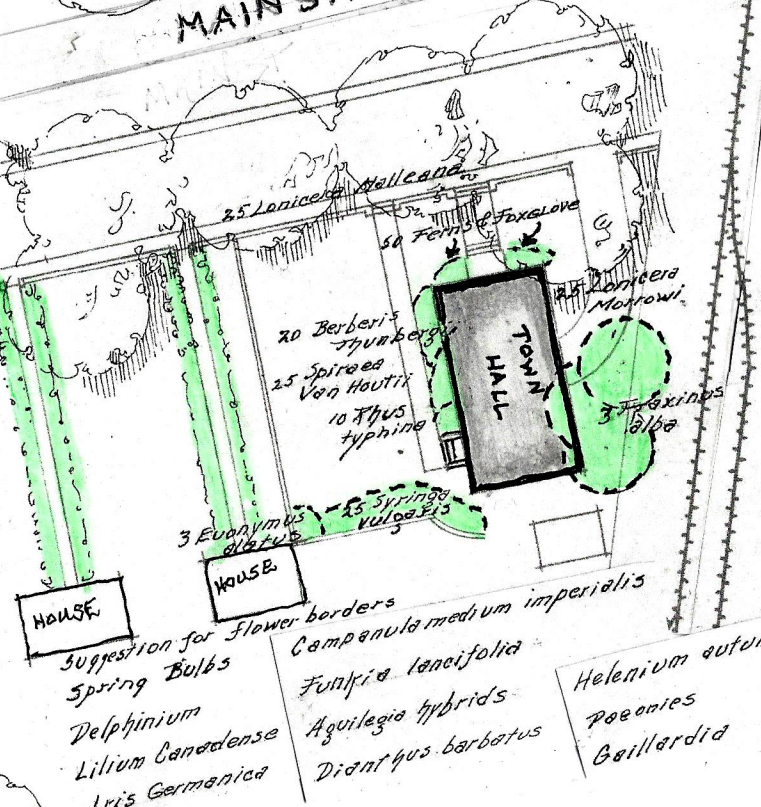 MAIN
25 Lonicera Halleana
50 Ferns & Foxglove
25 Lonicera
Morrowi
20 Berberis
Thunbergii
25 Spiraea
Van Houtii
10 Rhus
typhina
TOWN
HALL
3 Fraxinus
alba
25 Syringa
vulgaris
3 Euonymus
alatus
HOUSE
HOUSE
Suggestion for flower borders
Spring Bulbs
Delphinium
Lilium Canadense
Iris Germanica
Campanula medium imperialis
Funkia lancifolia
Aquilegia hybrids
Dianthus barbatus
Helenium autu
Paeonies
Gaillardia